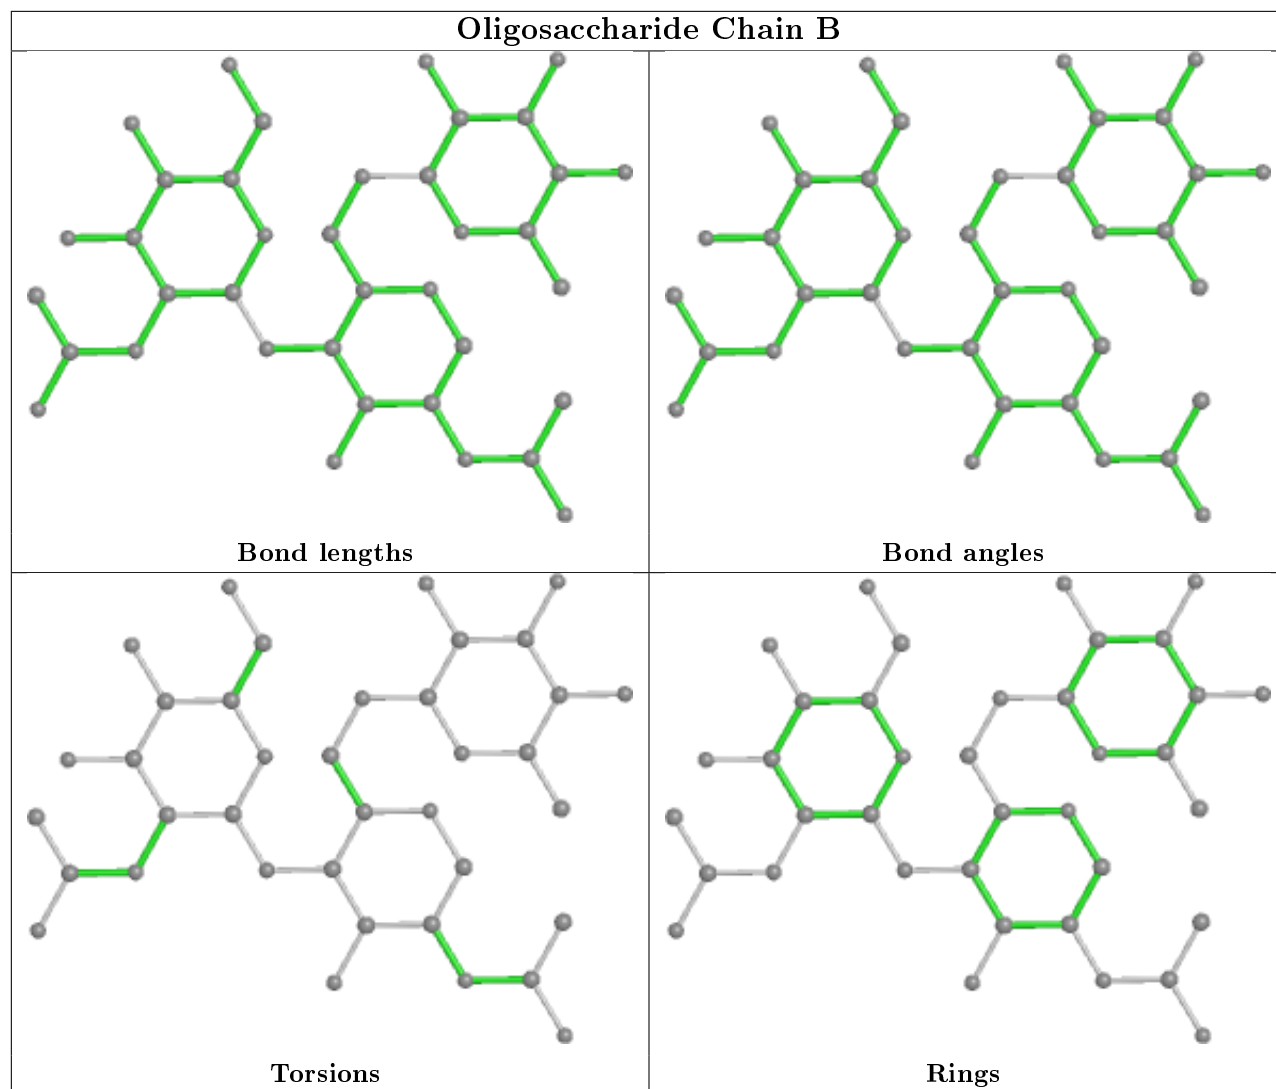 Oligosaccharide Chain B
Bond lengths
Bond angles
Torsions
Rings